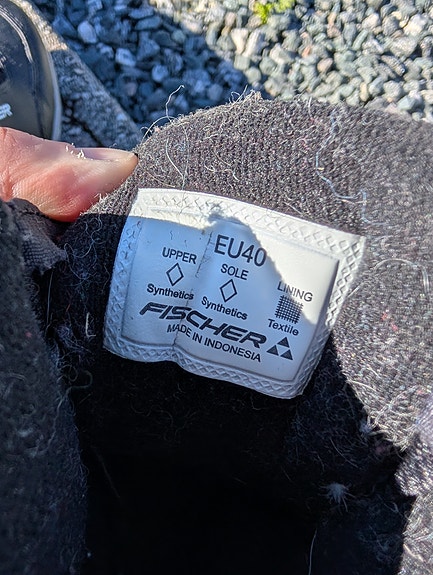 EU40
UPPER
Synthetics
SOLE
Synthetics
LINING
Textile
FISCHER
MADE IN INDONESIA